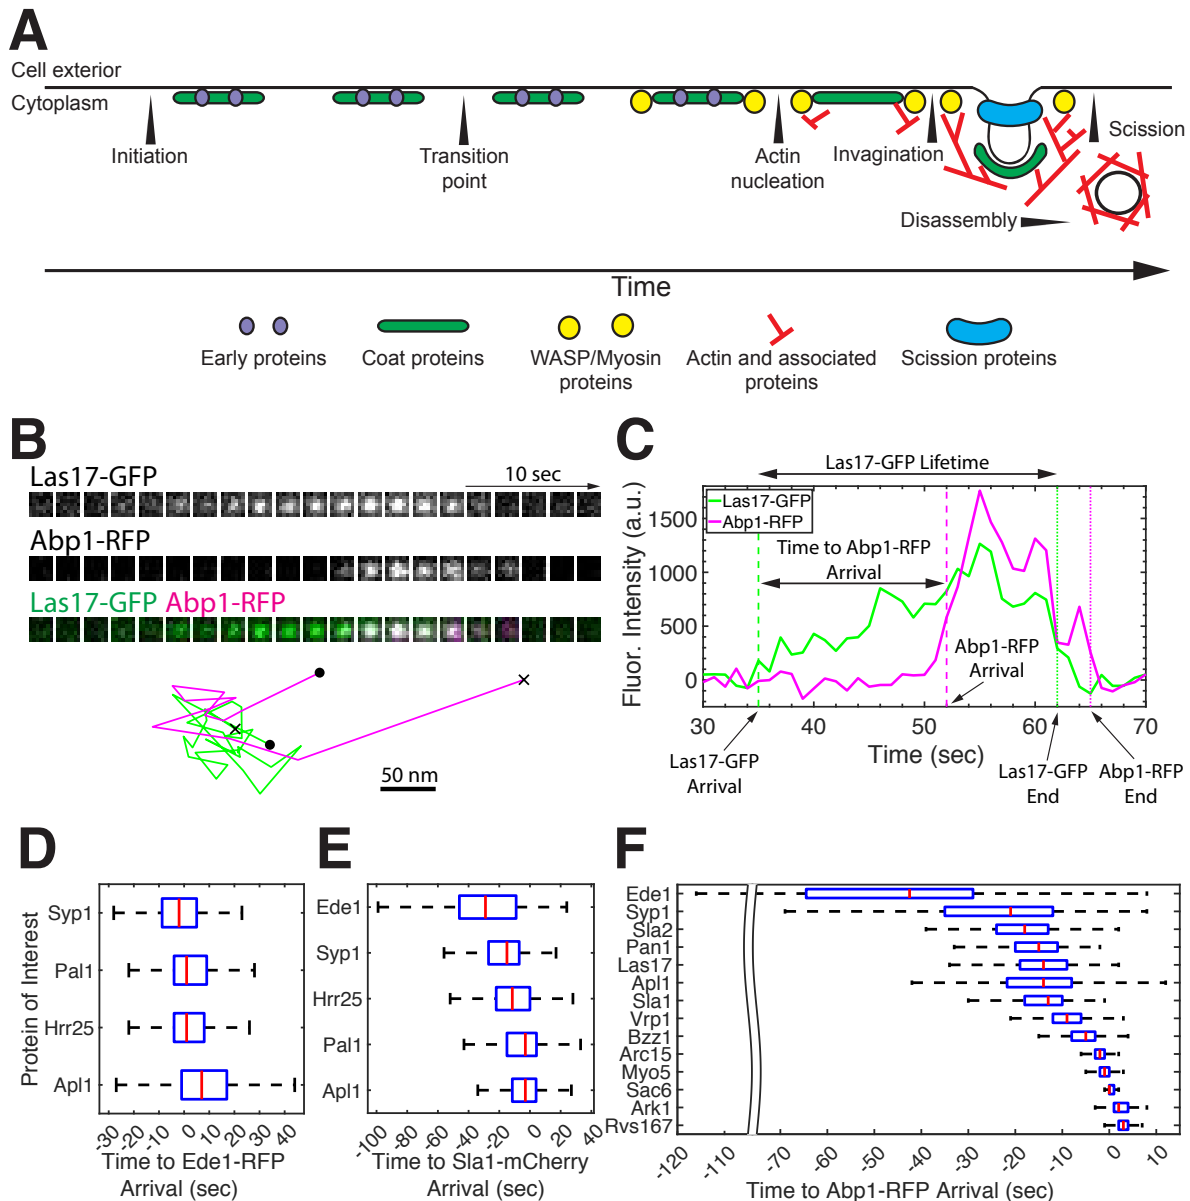 A
Cell exterior
Cytoplasm
Initiation
Transition
point
Actin
nucleation
Invagination
Scission
Disassembly
Time
Early proteins
Coat proteins
WASP/Myosin
proteins
Actin and associated
proteins
Scission proteins
B
Las17-GFP
10 sec
Abp1-RFP
Las17-GFP Abp1-RFP
50 nm
C
Las17-GFP Lifetime
Las17-GFP
Abp1-RFP
Time to Abp1-RFP
Arrival
Abp1-RFP
Arrival
Fluor. Intensity (a.u.)
1500
1000
500
0
30 40 50 60 70
Time (sec)
Las17-GFP
Arrival
Las17-GFP
End
Abp1-RFP
End
D
Protein of Interest
Syp1
Pal1
Hrr25
Apl1
-30 -20 -10 0 10 20 30 40
Time to Ede1-RFP
Arrival (sec)
E
Ede1
Syp1
Hrr25
Pal1
Apl1
-100 -80 -60 -40 -20 0 20 40
Time to Sla1-mCherry
Arrival (sec)
F
Ede1
Syp1
Sla2
Pan1
Las17
Apl1
Sla1
Vrp1
Bzz1
Arc15
Myo5
Sac6
Ark1
Rvs167
-120 -70 -60 -50 -40 -30 -20 -10 0 10
Time to Abp1-RFP Arrival (sec)